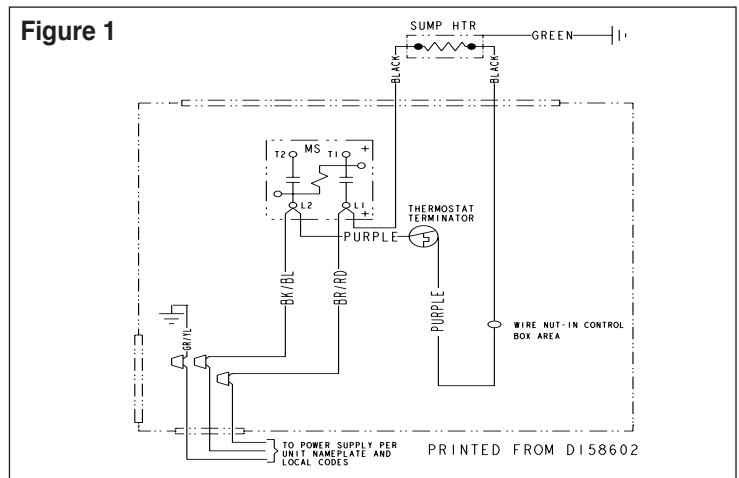 Figure 1
SUMP HTR
GREEN
BLACK
BLACK
MS
T2
T1
+
L2
L1
+
THERMOSTAT
TERMINATOR
PURPLE
BK/BL
BR/RD
PURPLE
WIRE NUT-IN CONTROL
BOX AREA
GR/YL
TO POWER SUPPLY PER
UNIT NAMEPLATE AND
LOCAL CODES
PRINTED FROM D158602